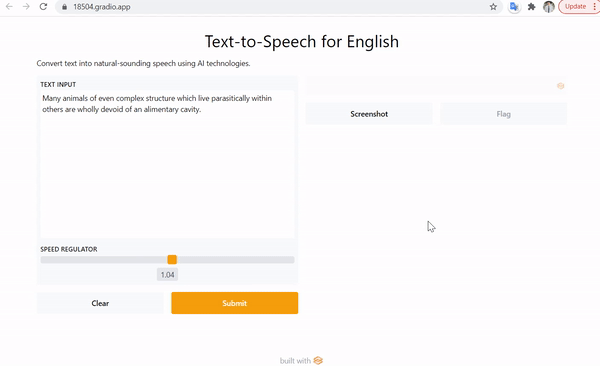 18504.gradio.app
Update
Text-to-Speech for English
Convert text into natural-sounding speech using AI technologies.
TEXT INPUT
Many animals of even complex structure which live parasitically within
others are wholly devoid of an alimentary cavity.
Screenshot
Flag
SPEED REGULATOR
1.04
Clear
Submit
built with